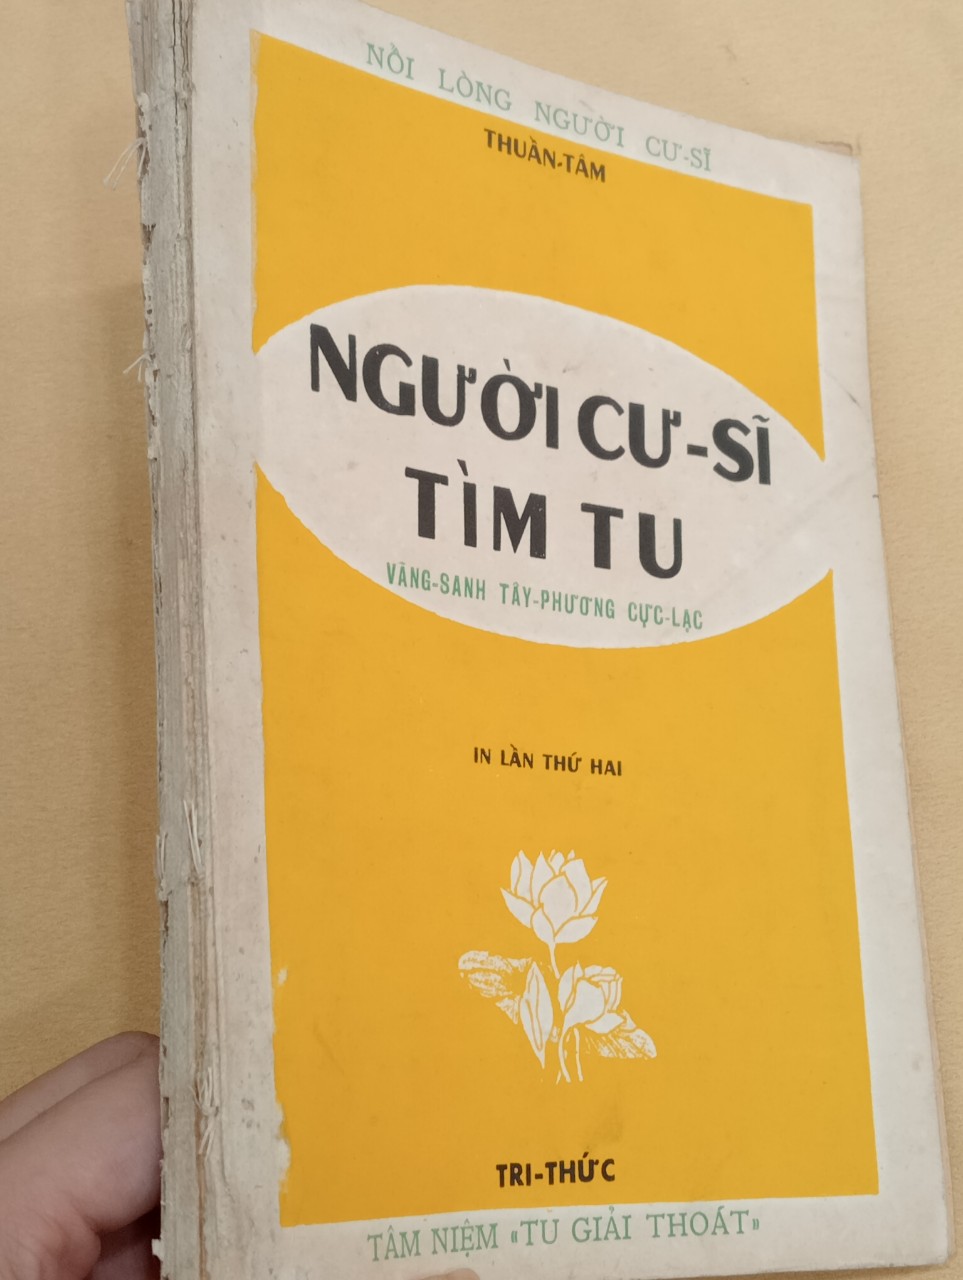 NỒI LÒNG NGƯỜI CƯ-SĨ
THUẦN-TÂM
NGƯỜI CƯ-SĨ
TÌM TU
VÃNG-SANH TÂY-PHƯƠNG CỰC-LẠC
IN LẦN THỨ HAI
TRI-THỨC
TÂM NIỆM «TU GIẢI THOÁT»